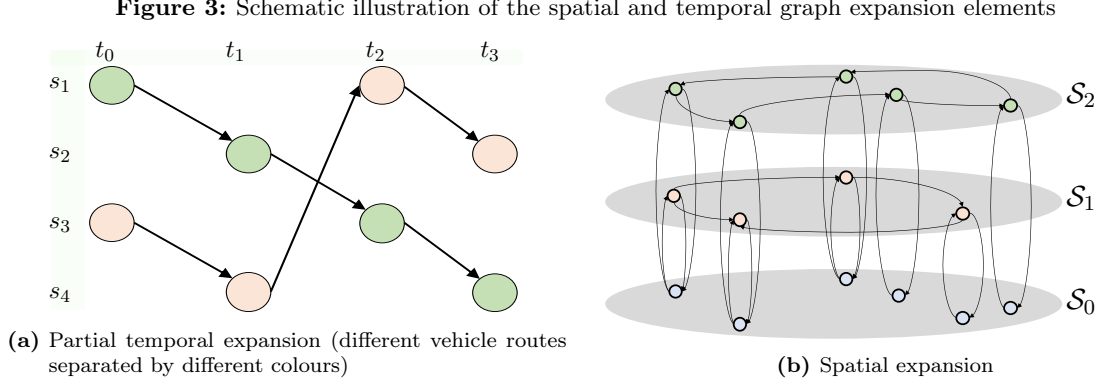 Figure 3: Schematic illustration of the spatial and temporal graph expansion elements
t0 t1 t2 t3
s1
s2
s3
s4
(a) Partial temporal expansion (different vehicle routes
separated by different colours)
S2
S1
S0
(b) Spatial expansion